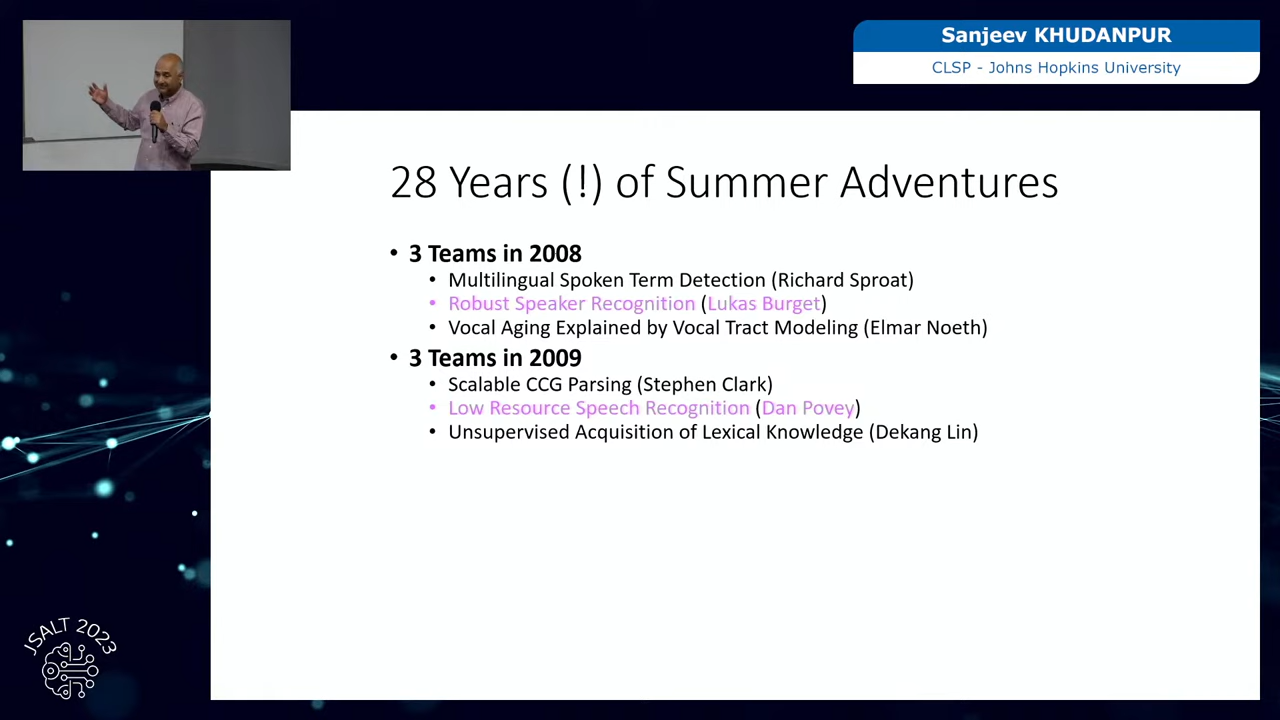 Sanjeev KHUDANPUR
CLSP - Johns Hopkins University
28 Years (!) of Summer Adventures
• 3 Teams in 2008
• Multilingual Spoken Term Detection (Richard Sproat)
• Robust Speaker Recognition (Lukas Burget)
• Vocal Aging Explained by Vocal Tract Modeling (Elmar Noeth)
• 3 Teams in 2009
• Scalable CCG Parsing (Stephen Clark)
• Low Resource Speech Recognition (Dan Povey)
• Unsupervised Acquisition of Lexical Knowledge (Dekang Lin)
JSALT 2023